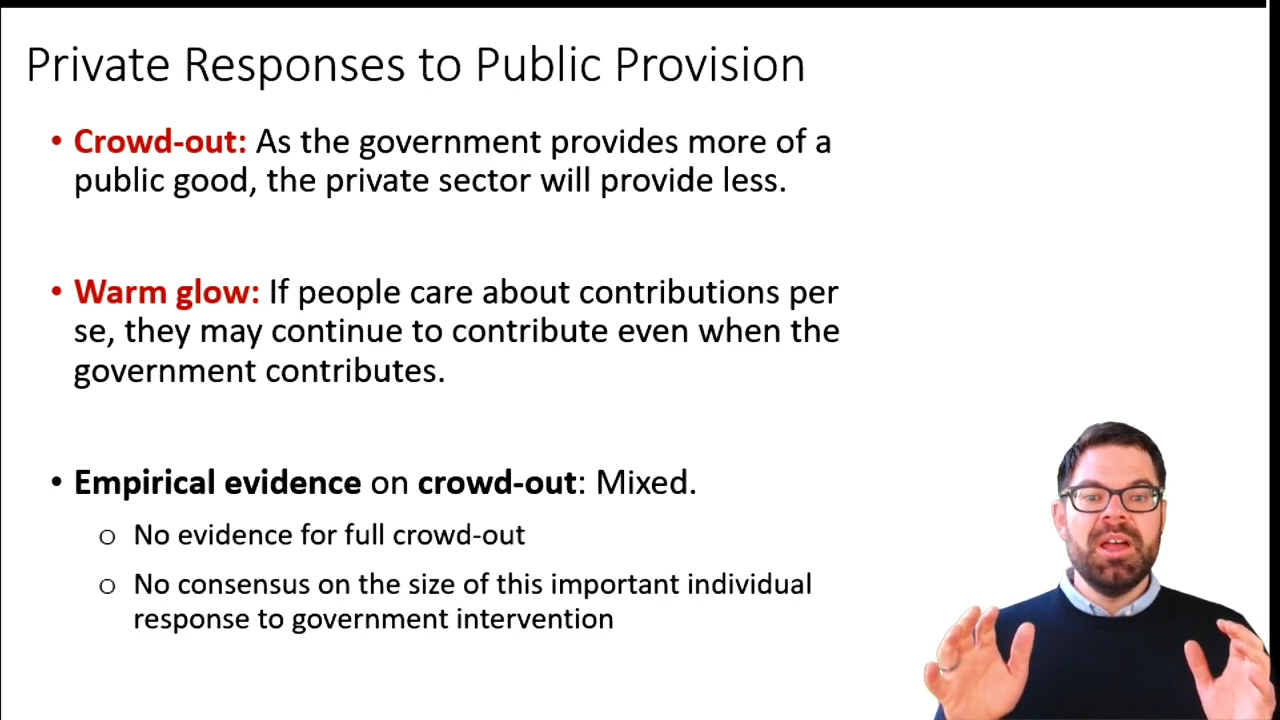 Private Responses to Public Provision
• Crowd-out: As the government provides more of a
public good, the private sector will provide less.
• Warm glow: If people care about contributions per
se, they may continue to contribute even when the
government contributes.
• Empirical evidence on crowd-out: Mixed.
o No evidence for full crowd-out
o No consensus on the size of this important individual
response to government intervention